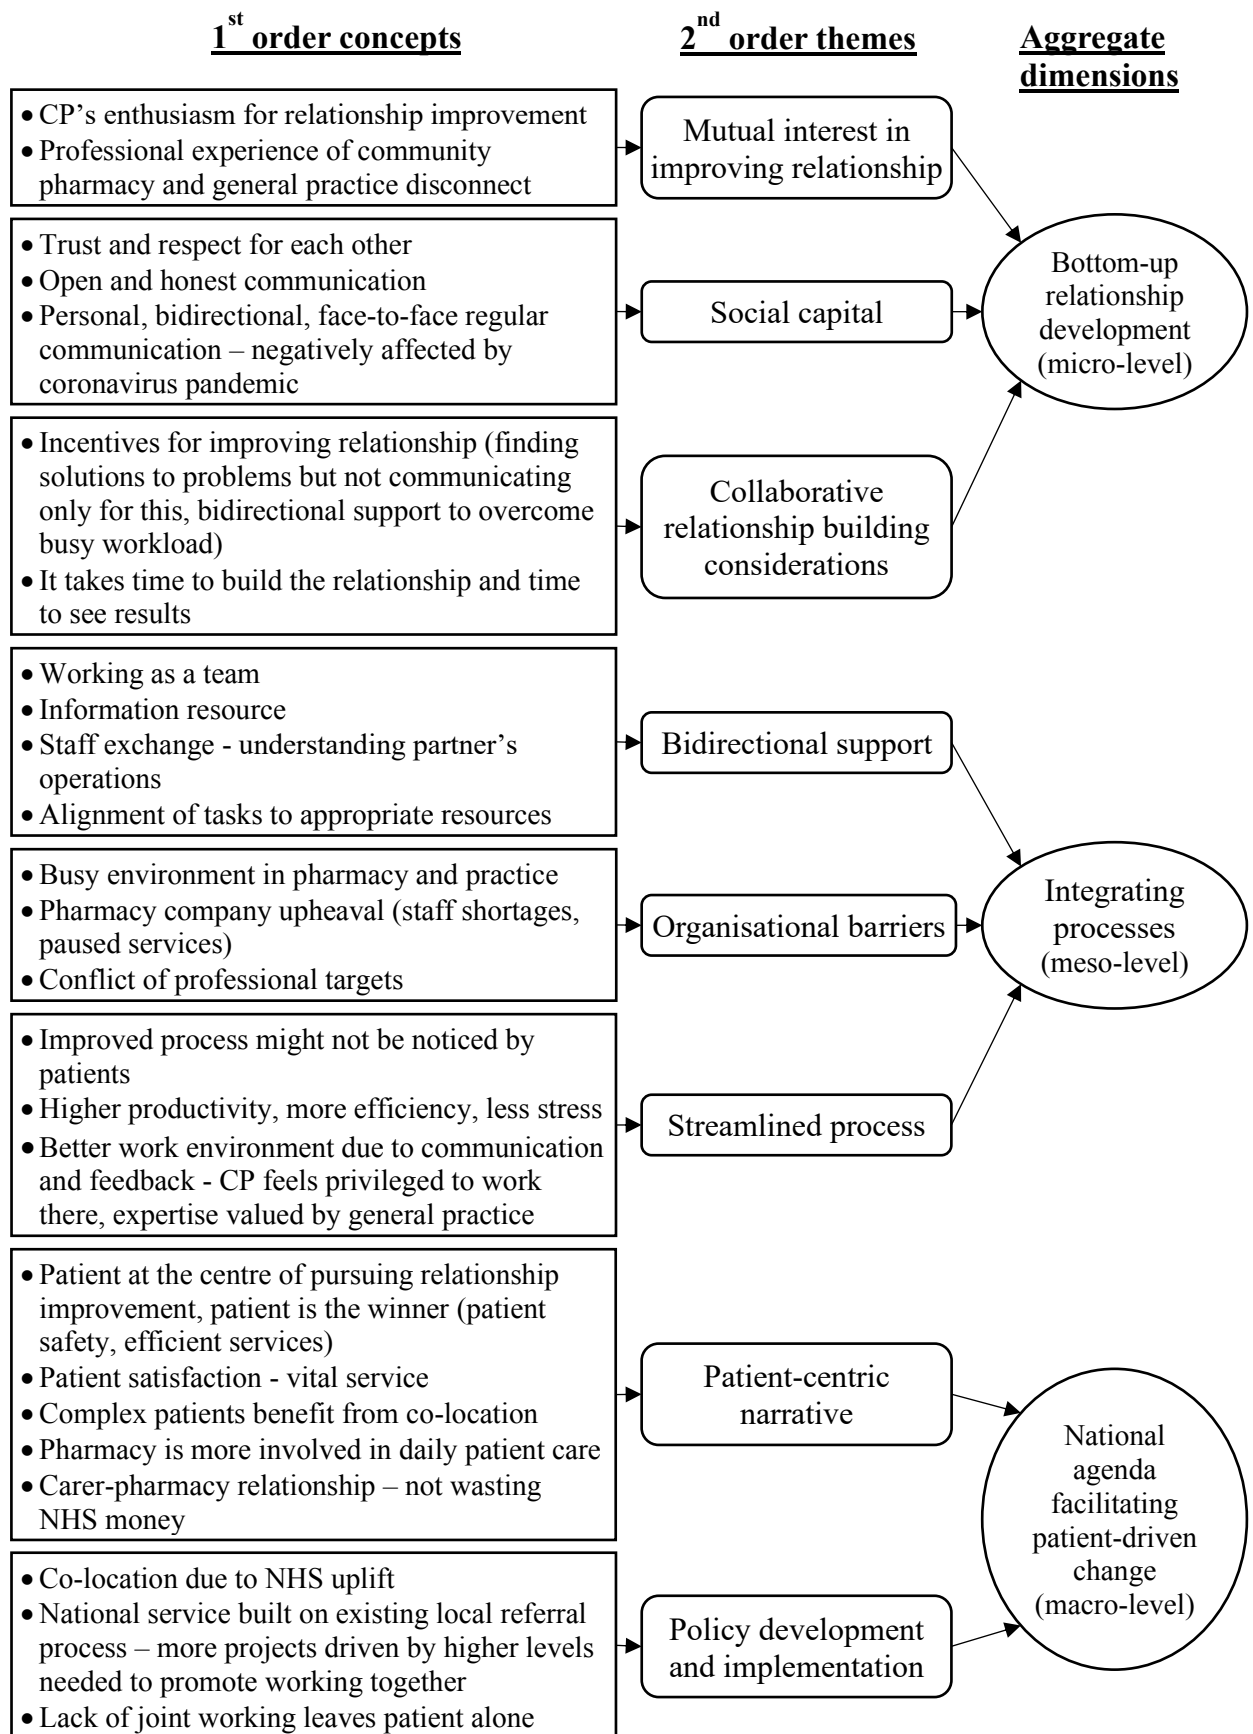 1st order concepts
2nd order themes
Aggregate
dimensions
• CP’s enthusiasm for relationship improvement
• Professional experience of community
pharmacy and general practice disconnect
Mutual interest in
improving relationship
• Trust and respect for each other
• Open and honest communication
• Personal, bidirectional, face-to-face regular
communication – negatively affected by
coronavirus pandemic
Social capital
Bottom-up
relationship
development
(micro-level)
• Incentives for improving relationship (finding
solutions to problems but not communicating
only for this, bidirectional support to overcome
busy workload)
• It takes time to build the relationship and time
to see results
Collaborative
relationship building
considerations
• Working as a team
• Information resource
• Staff exchange - understanding partner’s
operations
• Alignment of tasks to appropriate resources
Bidirectional support
• Busy environment in pharmacy and practice
• Pharmacy company upheaval (staff shortages,
paused services)
• Conflict of professional targets
Organisational barriers
Integrating
processes
(meso-level)
• Improved process might not be noticed by
patients
• Higher productivity, more efficiency, less stress
• Better work environment due to communication
and feedback - CP feels privileged to work
there, expertise valued by general practice
Streamlined process
• Patient at the centre of pursuing relationship
improvement, patient is the winner (patient
safety, efficient services)
• Patient satisfaction - vital service
• Complex patients benefit from co-location
• Pharmacy is more involved in daily patient care
• Carer-pharmacy relationship – not wasting
NHS money
Patient-centric
narrative
National
agenda
facilitating
patient-driven
change
(macro-level)
• Co-location due to NHS uplift
• National service built on existing local referral
process – more projects driven by higher levels
needed to promote working together
• Lack of joint working leaves patient alone
Policy development
and implementation